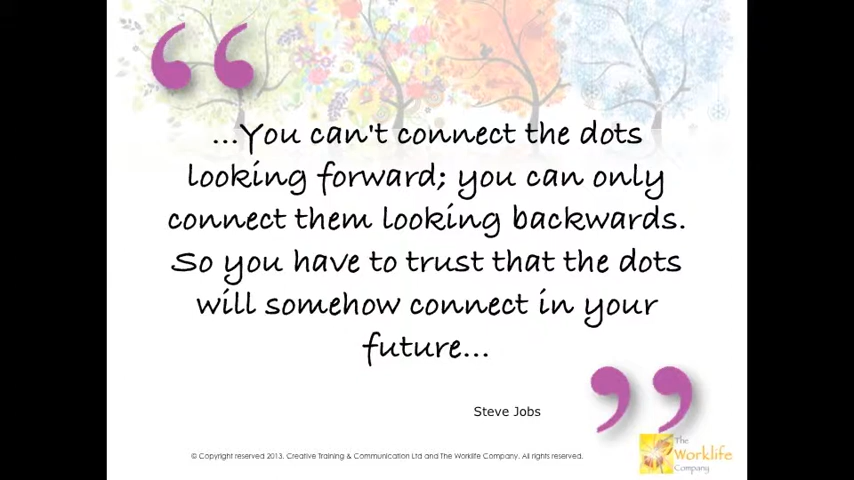 ...You can't connect the dots
looking forward; you can only
connect them looking backwards.
So you have to trust that the dots
will somehow connect in your
future...
Steve Jobs
© Copyright reserved 2013. Creative Training & Communication Ltd and The Worklife Company. All rights reserved.
The
Worklife
Company